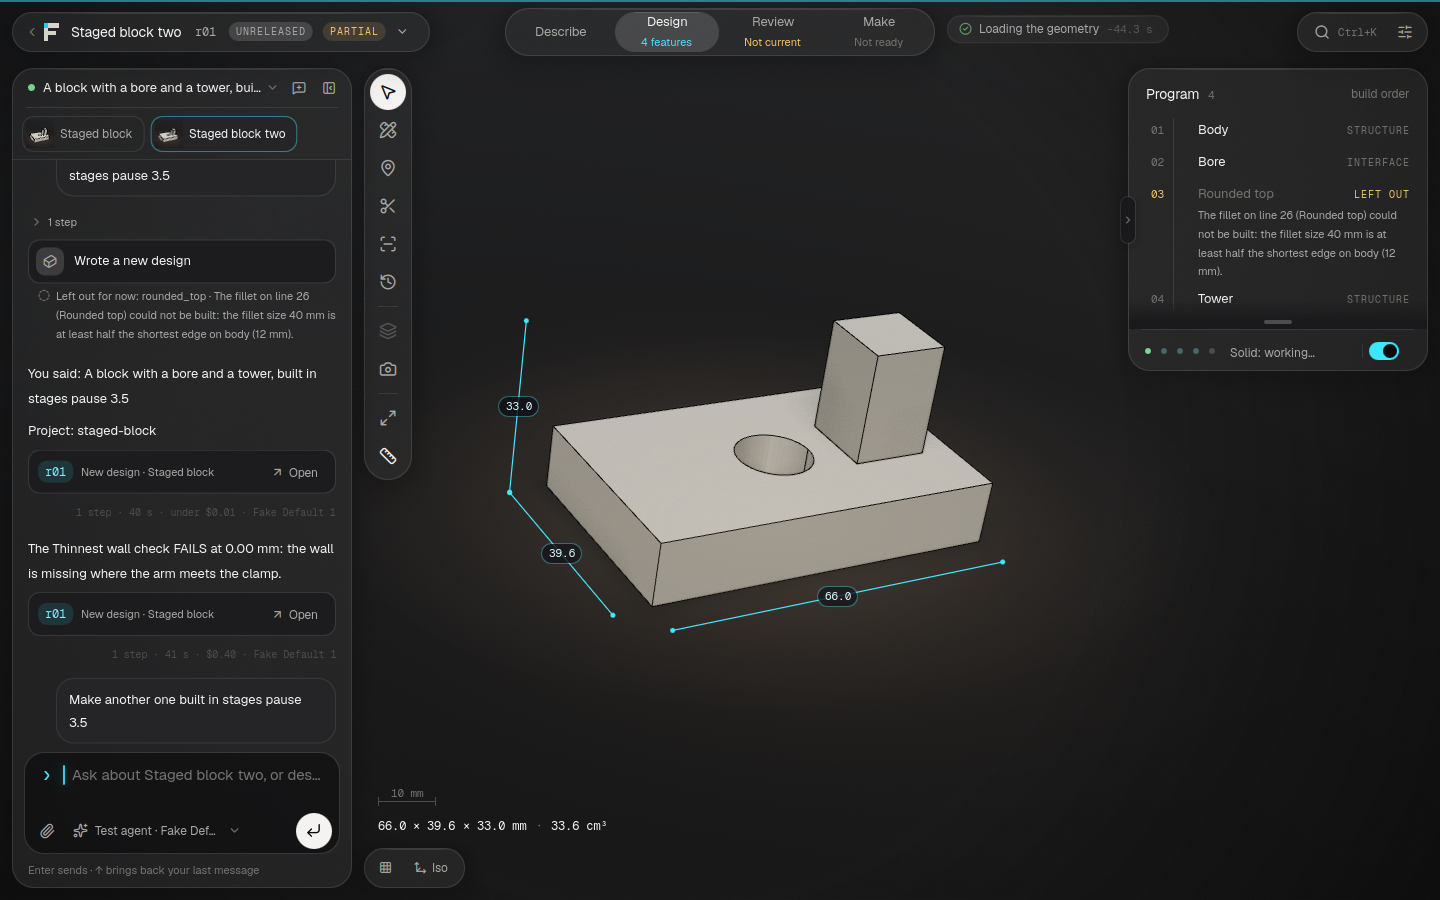 Staged block two r01 UNRELEASED PARTIAL
Describe
Design
4 features
Review
Not current
Make
Not ready
Loading the geometry -44.3 s
Ctrl+K
A block with a bore and a tower, bui…
Staged block
Staged block two
stages pause 3.5
1 step
Wrote a new design
Left out for now: rounded_top · The fillet on line 26
(Rounded top) could not be built: the fillet size 40 mm is
at least half the shortest edge on body (12 mm).
You said: A block with a bore and a tower, built in
stages pause 3.5
Project: staged-block
r01 New design · Staged block Open
1 step · 40 s · under $0.01 · Fake Default 1
The Thinnest wall check FAILS at 0.00 mm: the wall
is missing where the arm meets the clamp.
r01 New design · Staged block Open
1 step · 41 s · $0.40 · Fake Default 1
Make another one built in stages pause
3.5
Ask about Staged block two, or des…
Test agent · Fake Def…
Enter sends · ↑ brings back your last message
33.0
39.6
66.0
10 mm
66.0 × 39.6 × 33.0 mm · 33.6 cm³
Iso
Program 4 build order
01 Body STRUCTURE
02 Bore INTERFACE
03 Rounded top LEFT OUT
The fillet on line 26 (Rounded top) could
not be built: the fillet size 40 mm is at
least half the shortest edge on body (12
mm).
04 Tower STRUCTURE
Solid: working…